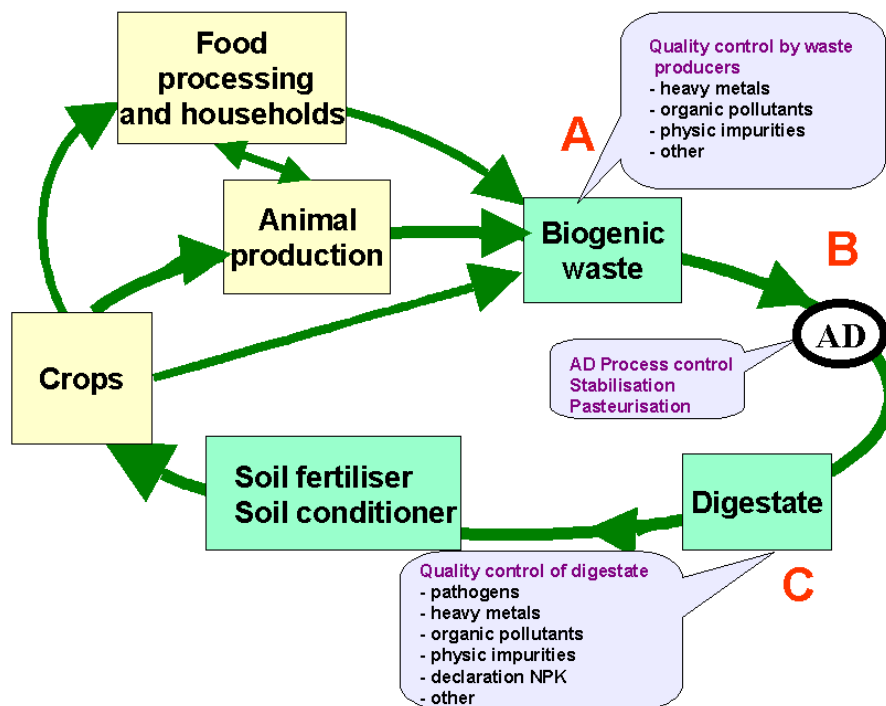 Food
processing
and households
Quality control by waste
producers
- heavy metals
- organic pollutants
- physic impurities
- other
A
Animal
production
Biogenic
waste
B
AD
Crops
AD Process control
Stabilisation
Pasteurisation
Soil fertiliser
Soil conditioner
Digestate
C
Quality control of digestate
- pathogens
- heavy metals
- organic pollutants
- physic impurities
- declaration NPK
- other